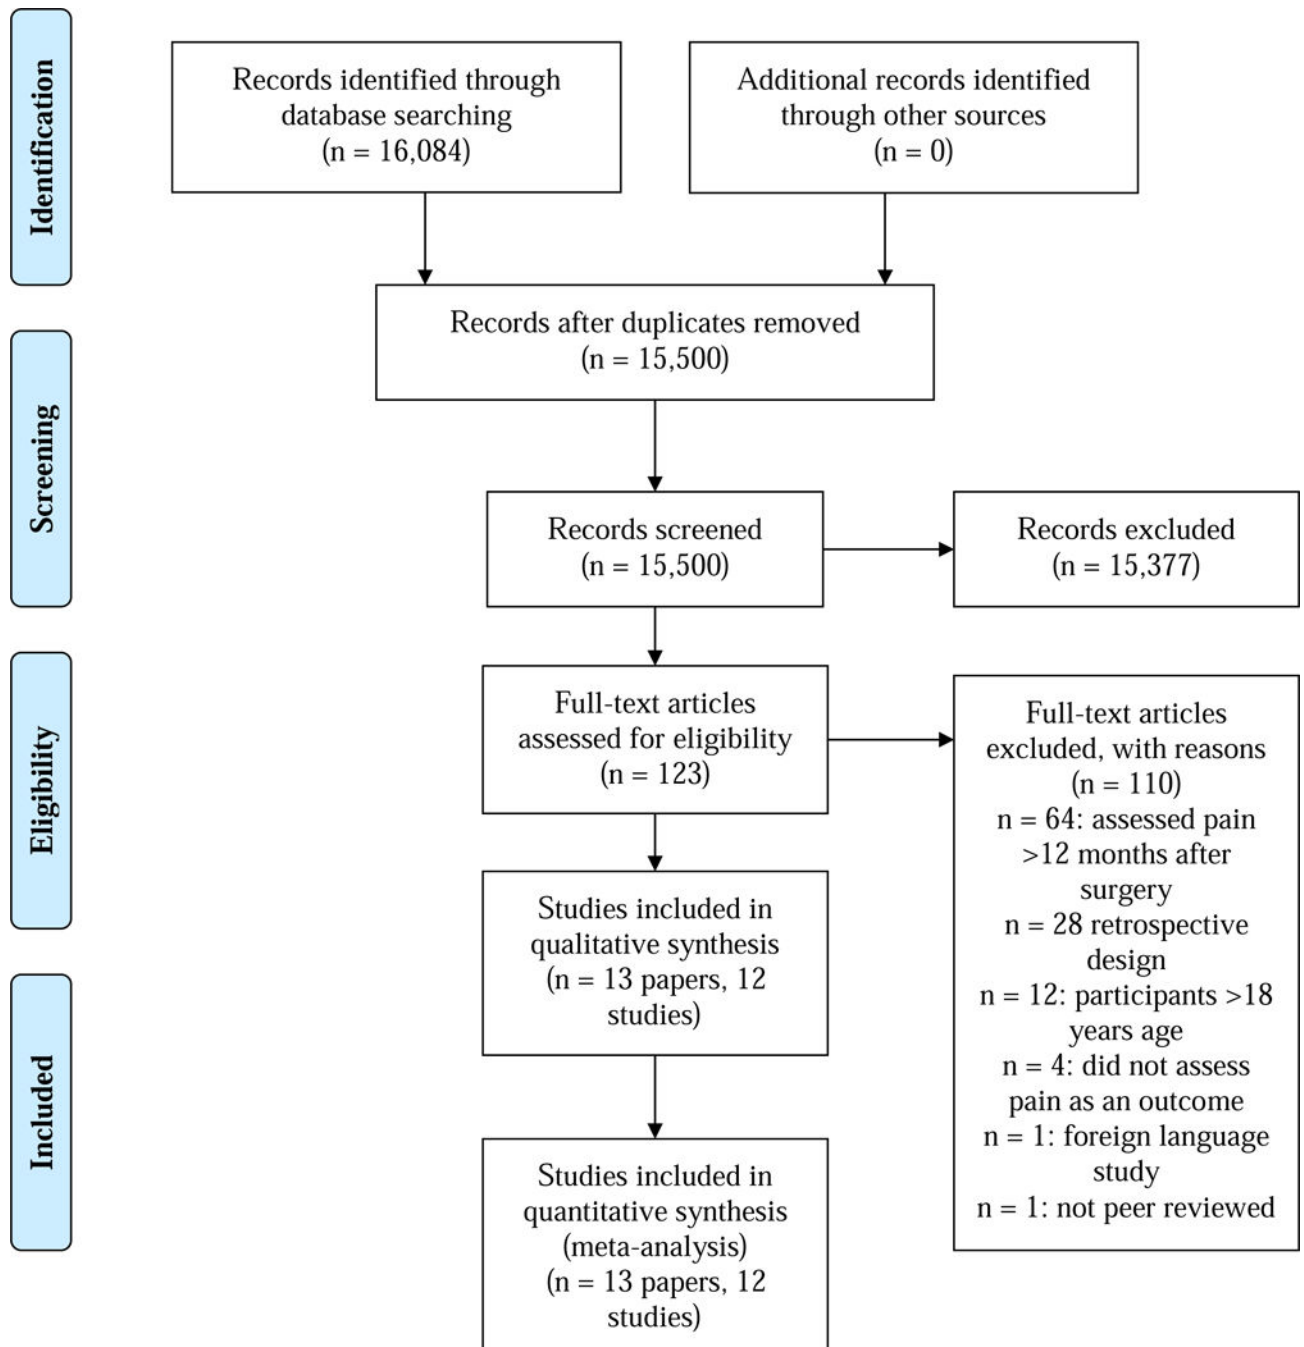 Identification
Records identified through
database searching
(n = 16,084)
Additional records identified
through other sources
(n = 0)
Records after duplicates removed
(n = 15,500)
Screening
Records screened
(n = 15,500)
Records excluded
(n = 15,377)
Eligibility
Full-text articles
assessed for eligibility
(n = 123)
Full-text articles
excluded, with reasons
(n = 110)
n = 64: assessed pain
>12 months after
surgery
n = 28 retrospective
design
n = 12: participants >18
years age
n = 4: did not assess
pain as an outcome
n = 1: foreign language
study
n = 1: not peer reviewed
Studies included in
qualitative synthesis
(n = 13 papers, 12
studies)
Included
Studies included in
quantitative synthesis
(meta-analysis)
(n = 13 papers, 12
studies)